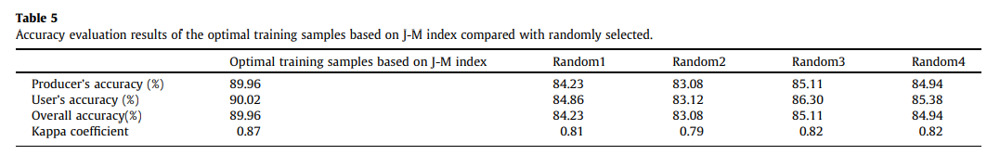 Table 5
Accuracy evaluation results of the optimal training samples based on J-M index compared with randomly selected.
Optimal training samples based on J-M index Random1 Random2 Random3 Random4
Producer's accuracy (%) 89.96 84.23 83.08 85.11 84.94
User's accuracy (%) 90.02 84.86 83.12 86.30 85.38
Overall accuracy(%) 89.96 84.23 83.08 85.11 84.94
Kappa coefficient 0.87 0.81 0.79 0.82 0.82